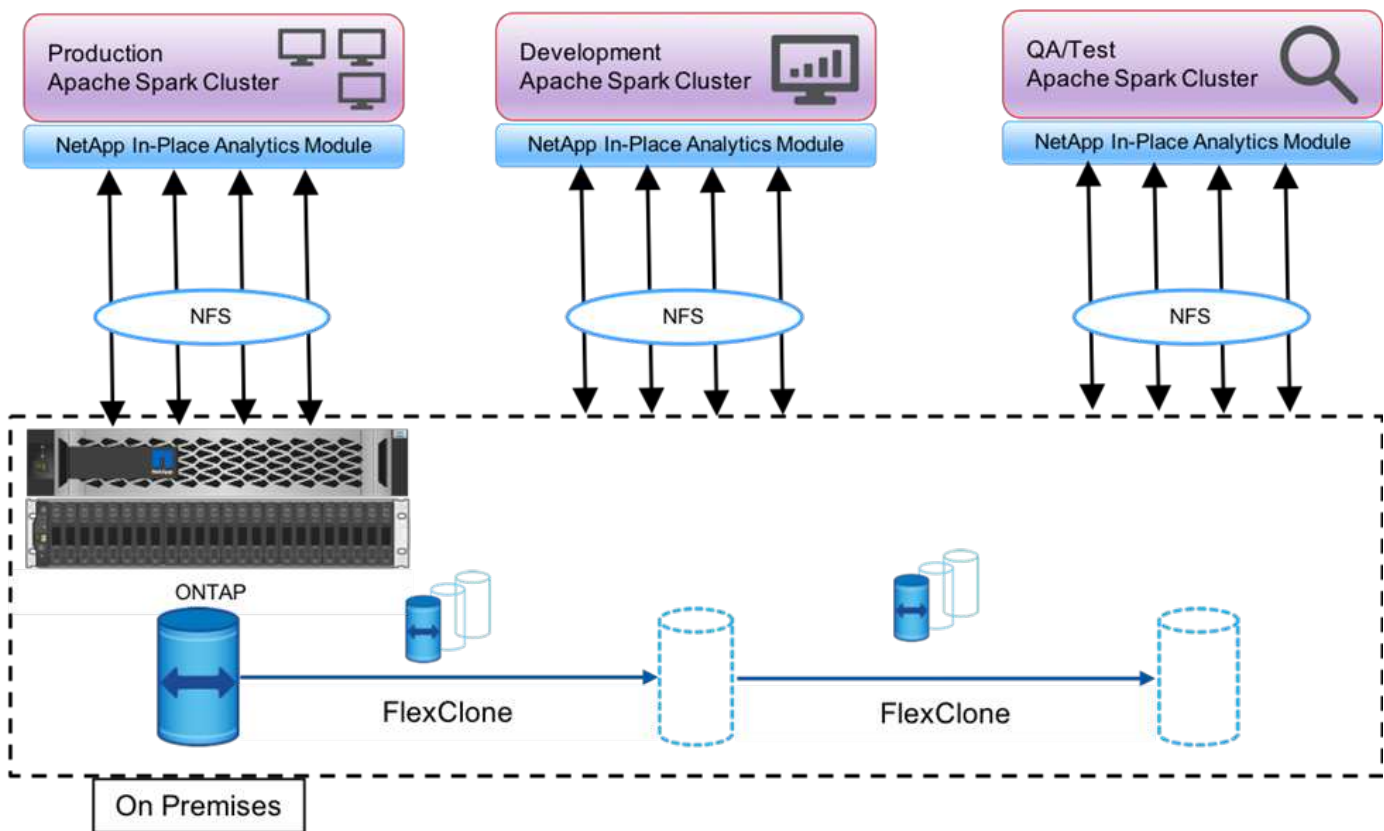 Production
Apache Spark Cluster
Development
Apache Spark Cluster
QA/Test
Apache Spark Cluster
NetApp In-Place Analytics Module
NetApp In-Place Analytics Module
NetApp In-Place Analytics Module
NFS
NFS
NFS
NetApp
ONTAP
FlexClone
FlexClone
On Premises